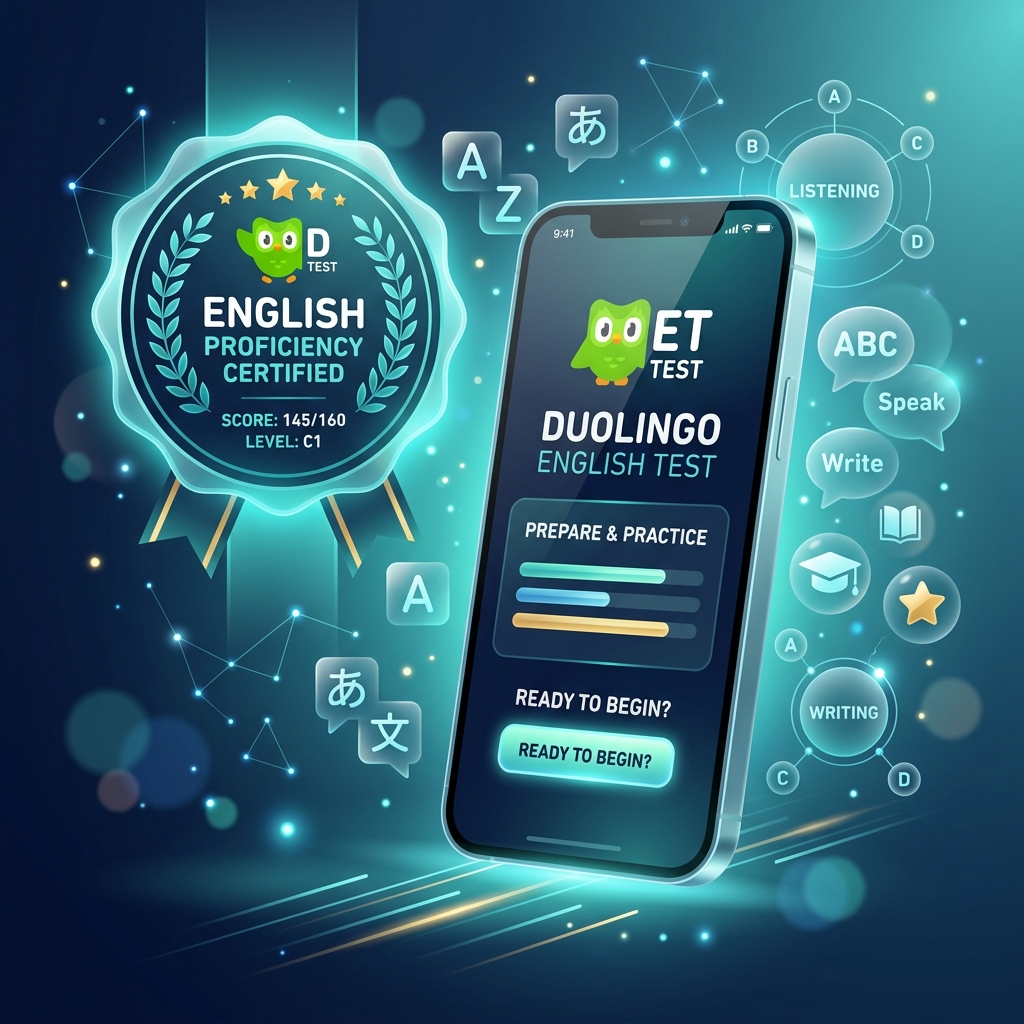 D
TEST
ENGLISH
PROFICIENCY
CERTIFIED
SCORE: 145/160
LEVEL: C1
A
Z
あ
A
あ
文
9:41
ET
TEST
DUOLINGO
ENGLISH TEST
PREPARE & PRACTICE
READY TO BEGIN?
READY TO BEGIN?
A
B
C
LISTENING
D
ABC
Speak
Write
A
WRITING
C
D